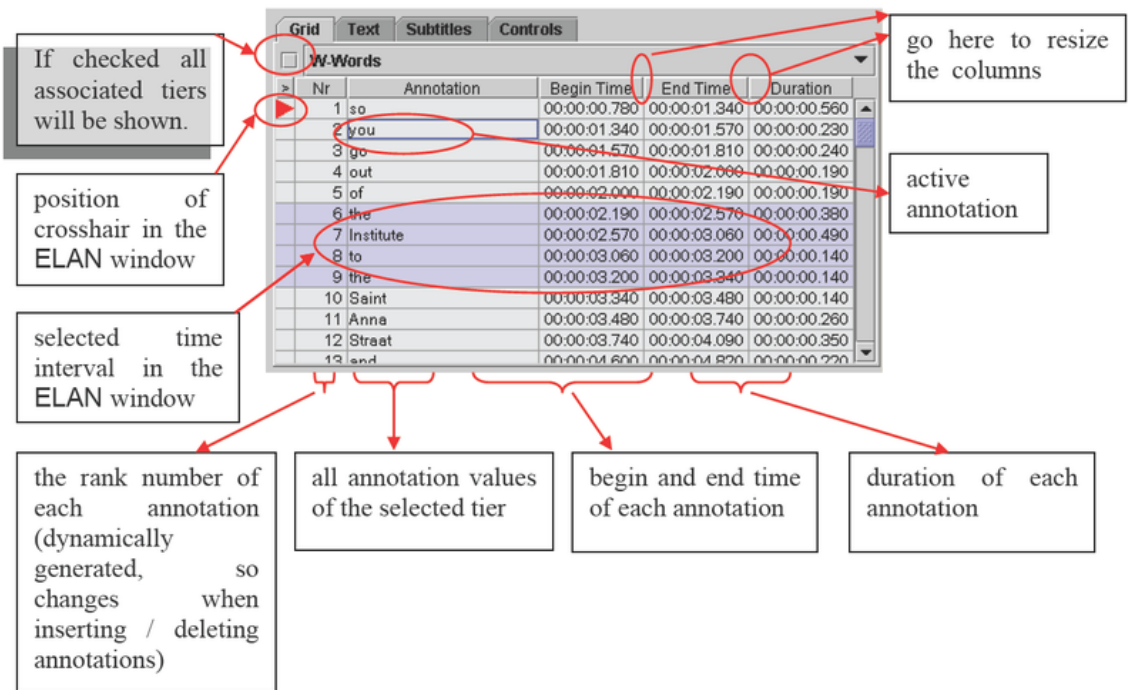 Grid Text Subtitles Controls
W-Words
> Nr Annotation Begin Time End Time Duration
1 so 00:00:00.780 00:00:01.340 00:00:00.560
2 you 00:00:01.340 00:00:01.570 00:00:00.230
3 go 00:00:01.570 00:00:01.810 00:00:00.240
4 out 00:00:01.810 00:00:02.000 00:00:00.190
5 of 00:00:02.000 00:00:02.190 00:00:00.190
6 the 00:00:02.190 00:00:02.570 00:00:00.380
7 Institute 00:00:02.570 00:00:03.060 00:00:00.490
8 to 00:00:03.060 00:00:03.200 00:00:00.140
9 the 00:00:03.200 00:00:03.340 00:00:00.140
10 Saint 00:00:03.340 00:00:03.480 00:00:00.140
11 Anna 00:00:03.480 00:00:03.740 00:00:00.260
12 Straat 00:00:03.740 00:00:04.090 00:00:00.350
13 and 00:00:04.600 00:00:04.820 00:00:00.220
If checked all
associated tiers
will be shown.
position of
crosshair in the
ELAN window
selected time
interval in the
ELAN window
go here to resize
the columns
active
annotation
the rank number of
each annotation
(dynamically
generated, so
changes when
inserting / deleting
annotations)
all annotation values
of the selected tier
begin and end time
of each annotation
duration of each
annotation